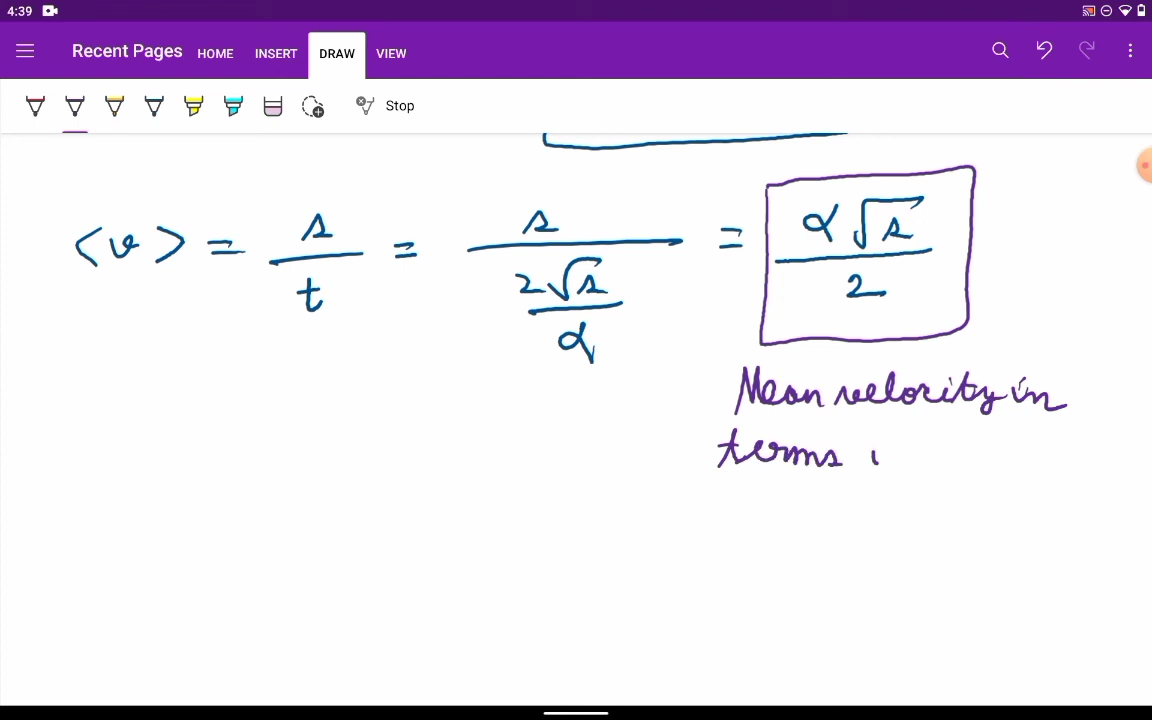 4:39
Recent Pages HOME INSERT DRAW VIEW
Stop
<v> = s/t = s/(2√s/α) = α√s/2
Mean velocity in
terms